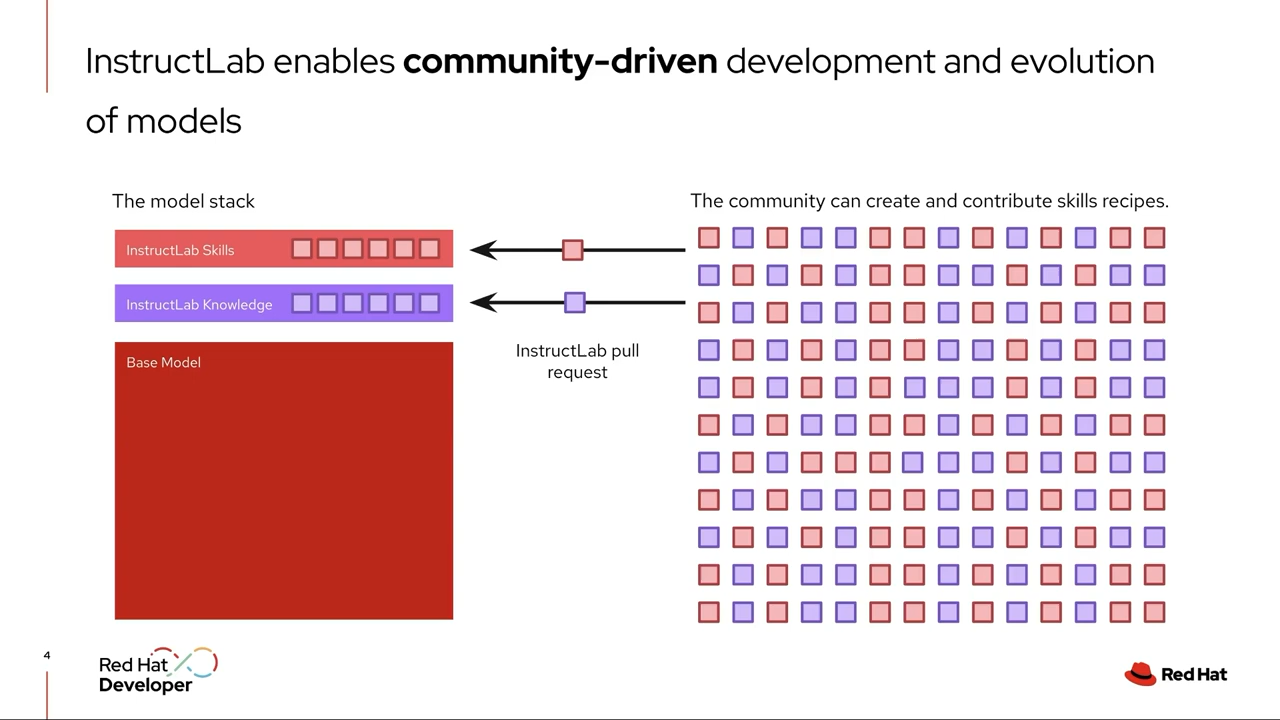 InstructLab enables community-driven development and evolution
of models
The model stack
The community can create and contribute skills recipes.
InstructLab Skills
InstructLab Knowledge
Base Model
InstructLab pull
request
4
Red Hat
Developer
Red Hat